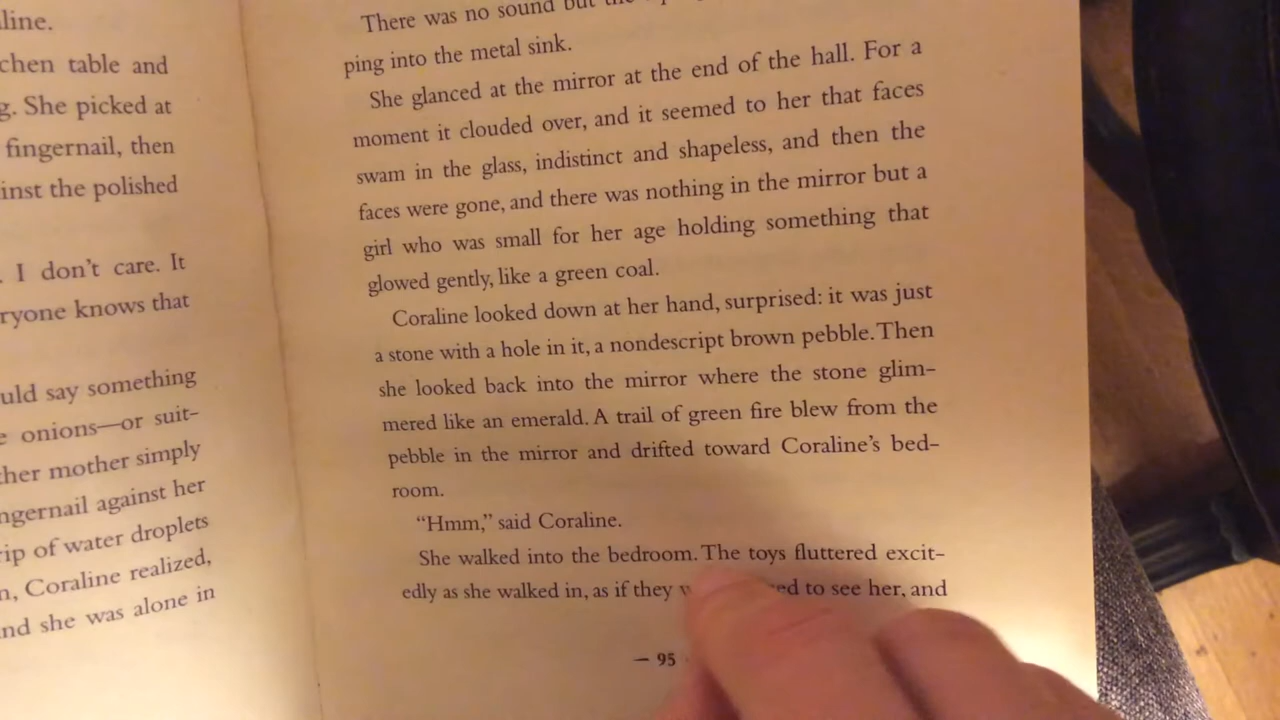 line.
chen table and
g. She picked at
fingernail, then
inst the polished
. I don't care. It
ryone knows that
uld say something
e onions—or suit-
ther mother simply
ngernail against her
rip of water droplets
n, Coraline realized,
nd she was alone in
There was no sound but the
ping into the metal sink.
She glanced at the mirror at the end of the hall. For a
moment it clouded over, and it seemed to her that faces
swam in the glass, indistinct and shapeless, and then the
faces were gone, and there was nothing in the mirror but a
girl who was small for her age holding something that
glowed gently, like a green coal.
Coraline looked down at her hand, surprised: it was just
a stone with a hole in it, a nondescript brown pebble. Then
she looked back into the mirror where the stone glim-
mered like an emerald. A trail of green fire blew from the
pebble in the mirror and drifted toward Coraline's bed-
room.
"Hmm," said Coraline.
She walked into the bedroom. The toys fluttered excit-
edly as she walked in, as if they to see her, and
— 95